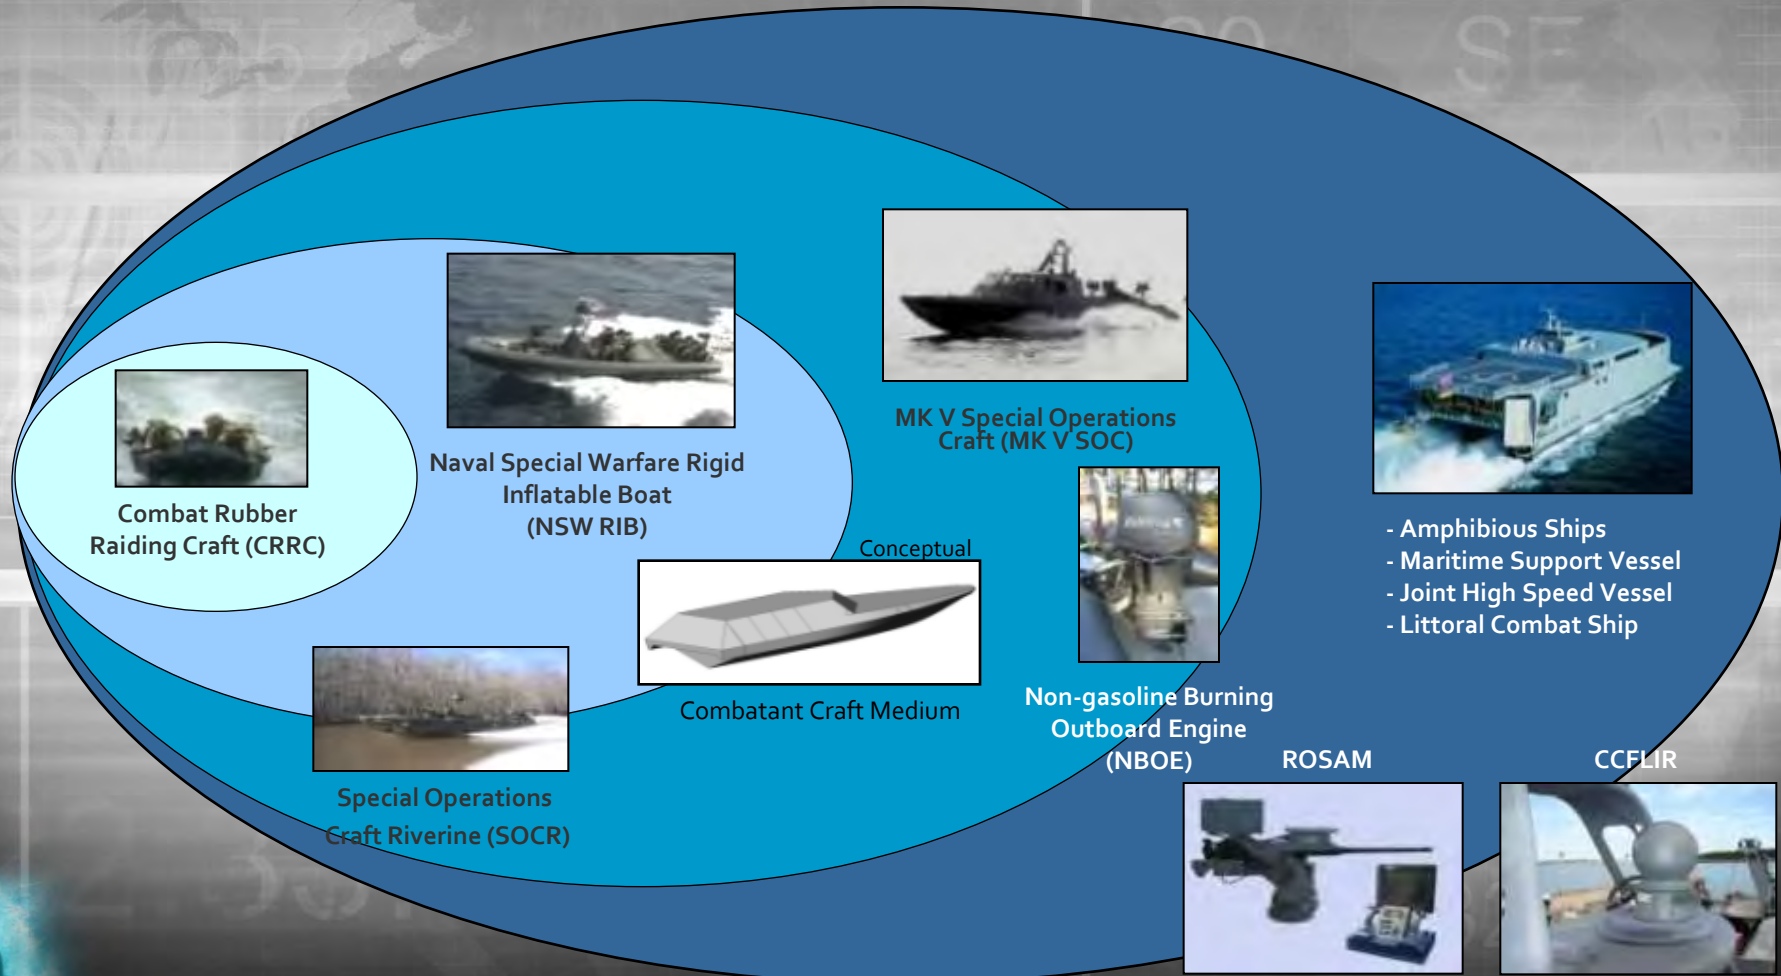 Combat Rubber
Raiding Craft (CRRC)
Naval Special Warfare Rigid
Inflatable Boat
(NSW RIB)
MK V Special Operations
Craft (MK V SOC)
Conceptual
Combatant Craft Medium
Special Operations
Craft Riverine (SOCR)
Non-gasoline Burning
Outboard Engine
(NBOE)
- Amphibious Ships
- Maritime Support Vessel
- Joint High Speed Vessel
- Littoral Combat Ship
ROSAM
CCFLIR
SE